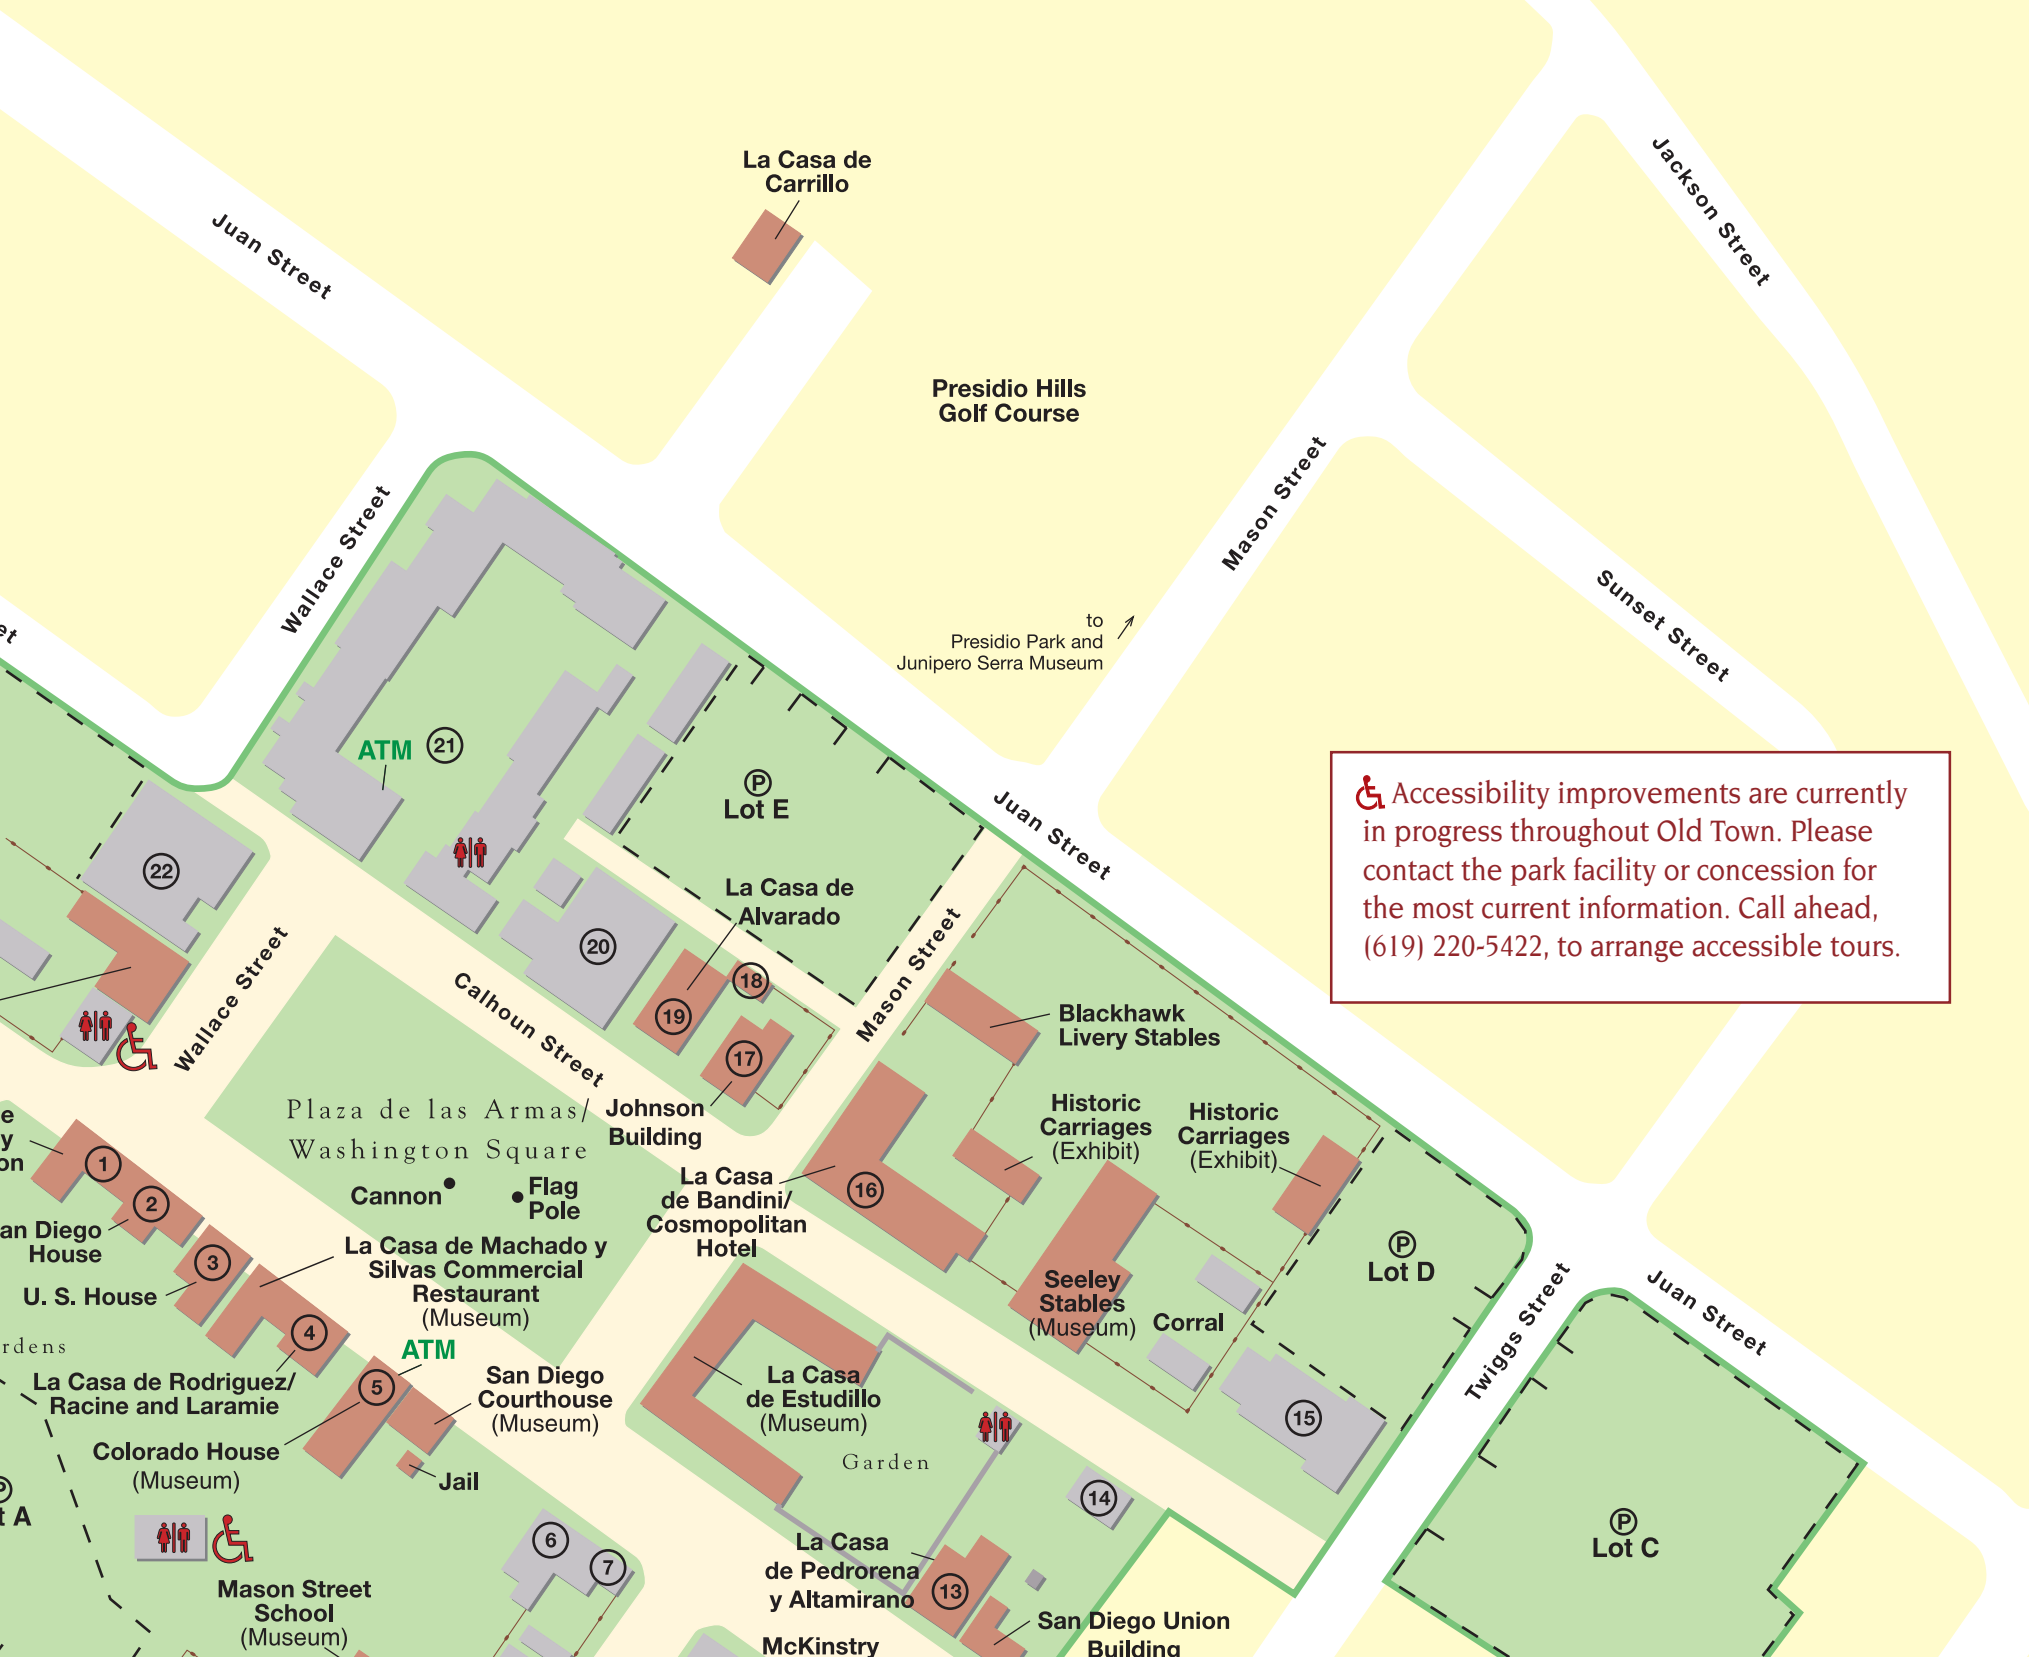 La Casa de
Carrillo
Juan Street
Jackson Street
Presidio Hills
Golf Course
Mason Street
Wallace Street
Sunset Street
to
Presidio Park and
Junipero Serra Museum
et
ATM
21
P
Lot E
Juan Street
Accessibility improvements are currently
in progress throughout Old Town. Please
contact the park facility or concession for
the most current information. Call ahead,
(619) 220-5422, to arrange accessible tours.
22
La Casa de
Alvarado
20
18
19
17
Mason Street
Wallace Street
Calhoun Street
Blackhawk
Livery Stables
Plaza de las Armas/
Washington Square
Johnson
Building
Historic
Carriages
(Exhibit)
Historic
Carriages
(Exhibit)
e
y
on
1
2
Cannon
Flag
Pole
La Casa
de Bandini/
Cosmopolitan
Hotel
16
an Diego
House
3
U. S. House
La Casa de Machado y
Silvas Commercial
Restaurant
(Museum)
Seeley
Stables
(Museum)
Corral
P
Lot D
Twiggs Street
Juan Street
rdens
4
ATM
La Casa de Rodriguez/
Racine and Laramie
5
San Diego
Courthouse
(Museum)
La Casa
de Estudillo
(Museum)
15
Colorado House
(Museum)
Jail
Garden
14
P
t A
P
Lot C
6
7
La Casa
de Pedrorena
y Altamirano
13
Mason Street
School
(Museum)
McKinstry
San Diego Union
Building